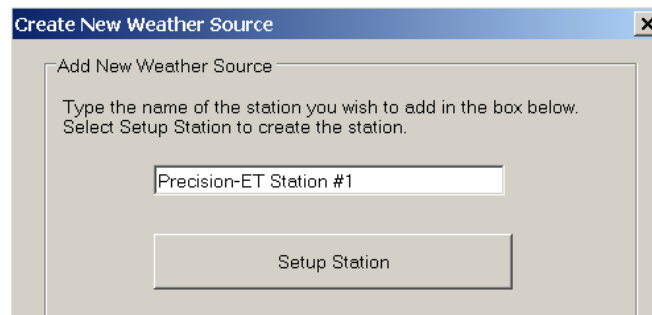 Create New Weather Source
Add New Weather Source
Type the name of the station you wish to add in the box below.
Select Setup Station to create the station.
Precision-ET Station #1
Setup Station